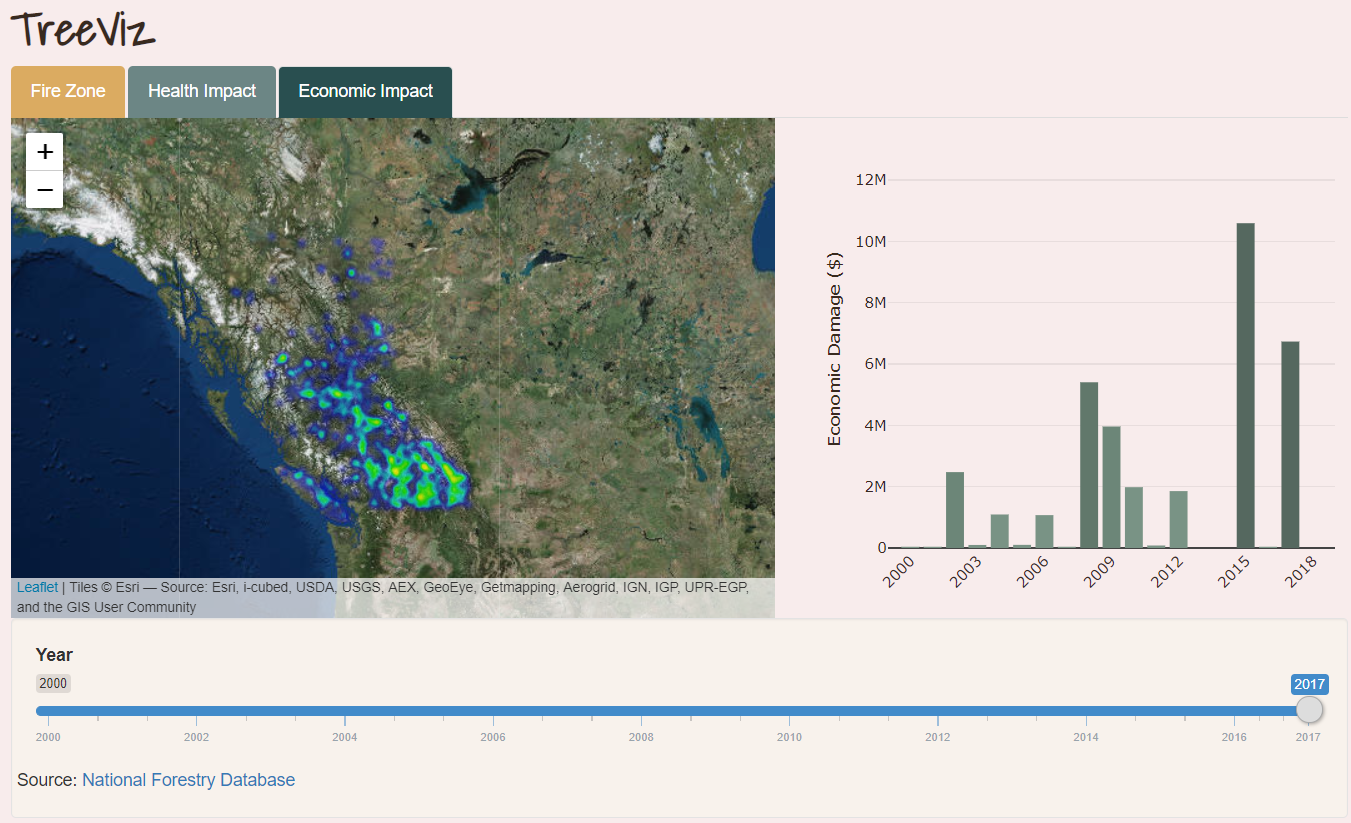 TreeViz
Fire Zone
Health Impact
Economic Impact
+
−
Leaflet | Tiles © Esri — Source: Esri, i-cubed, USDA, USGS, AEX, GeoEye, Getmapping, Aerogrid, IGN, IGP, UPR-EGP,
and the GIS User Community
Economic Damage ($)
12M
10M
8M
6M
4M
2M
0
2000
2003
2006
2009
2012
2015
2018
Year
2000
2017
2000
2002
2004
2006
2008
2010
2012
2014
2016
2017
Source: National Forestry Database